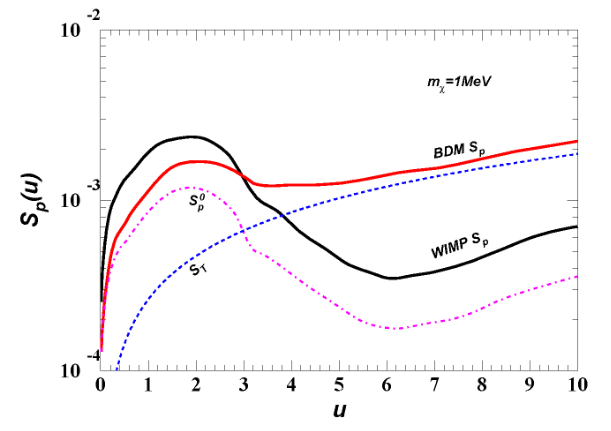 10^-2
m_χ=1MeV
BDM S_p
S_p(u)
10^-3
S_p^0
WIMP S_p
S_T
10^-4
0 1 2 3 4 5 6 7 8 9 10
u